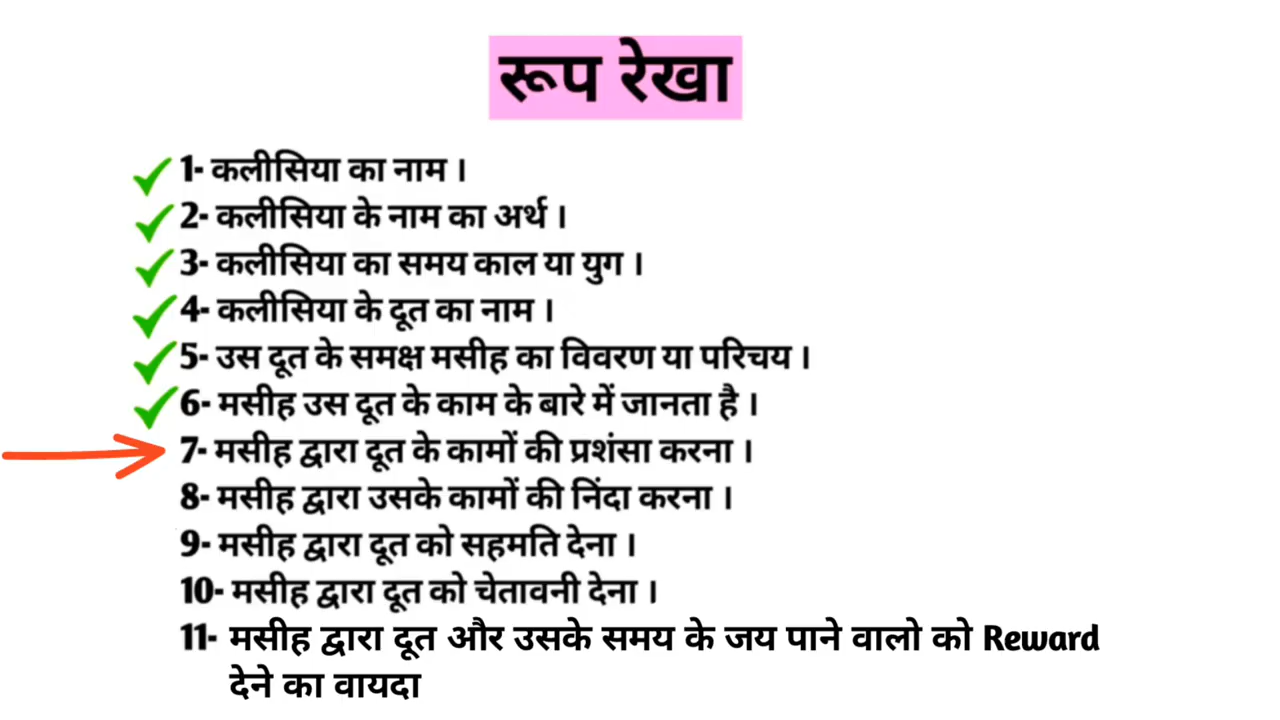 रूप रेखा
1- कलीसिया का नाम ।
2- कलीसिया के नाम का अर्थ ।
3- कलीसिया का समय काल या युग ।
4- कलीसिया के दूत का नाम ।
5- उस दूत के समक्ष मसीह का विवरण या परिचय ।
6- मसीह उस दूत के काम के बारे में जानता है ।
7- मसीह द्वारा दूत के कामों की प्रशंसा करना ।
8- मसीह द्वारा उसके कामों की निंदा करना ।
9- मसीह द्वारा दूत को सहमति देना ।
10- मसीह द्वारा दूत को चेतावनी देना ।
11- मसीह द्वारा दूत और उसके समय के जय पाने वालो को Reward
देने का वायदा